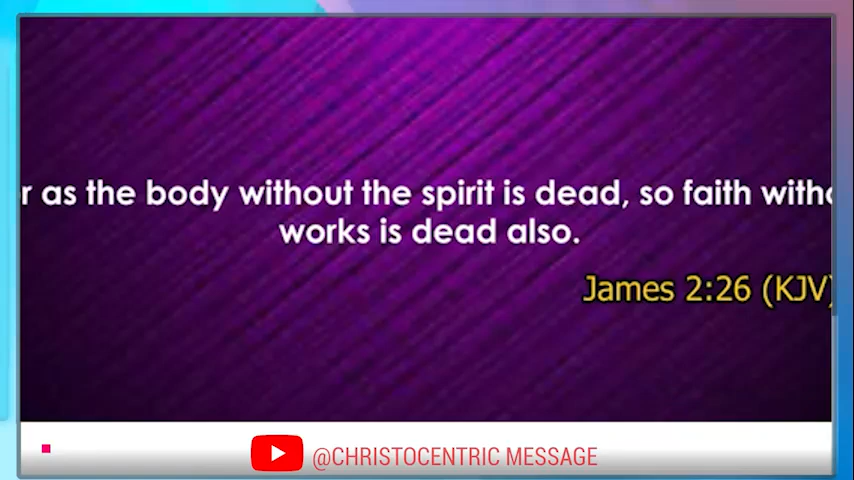 r as the body without the spirit is dead, so faith witho
works is dead also.
James 2:26 (KJV)
@CHRISTOCENTRIC MESSAGE